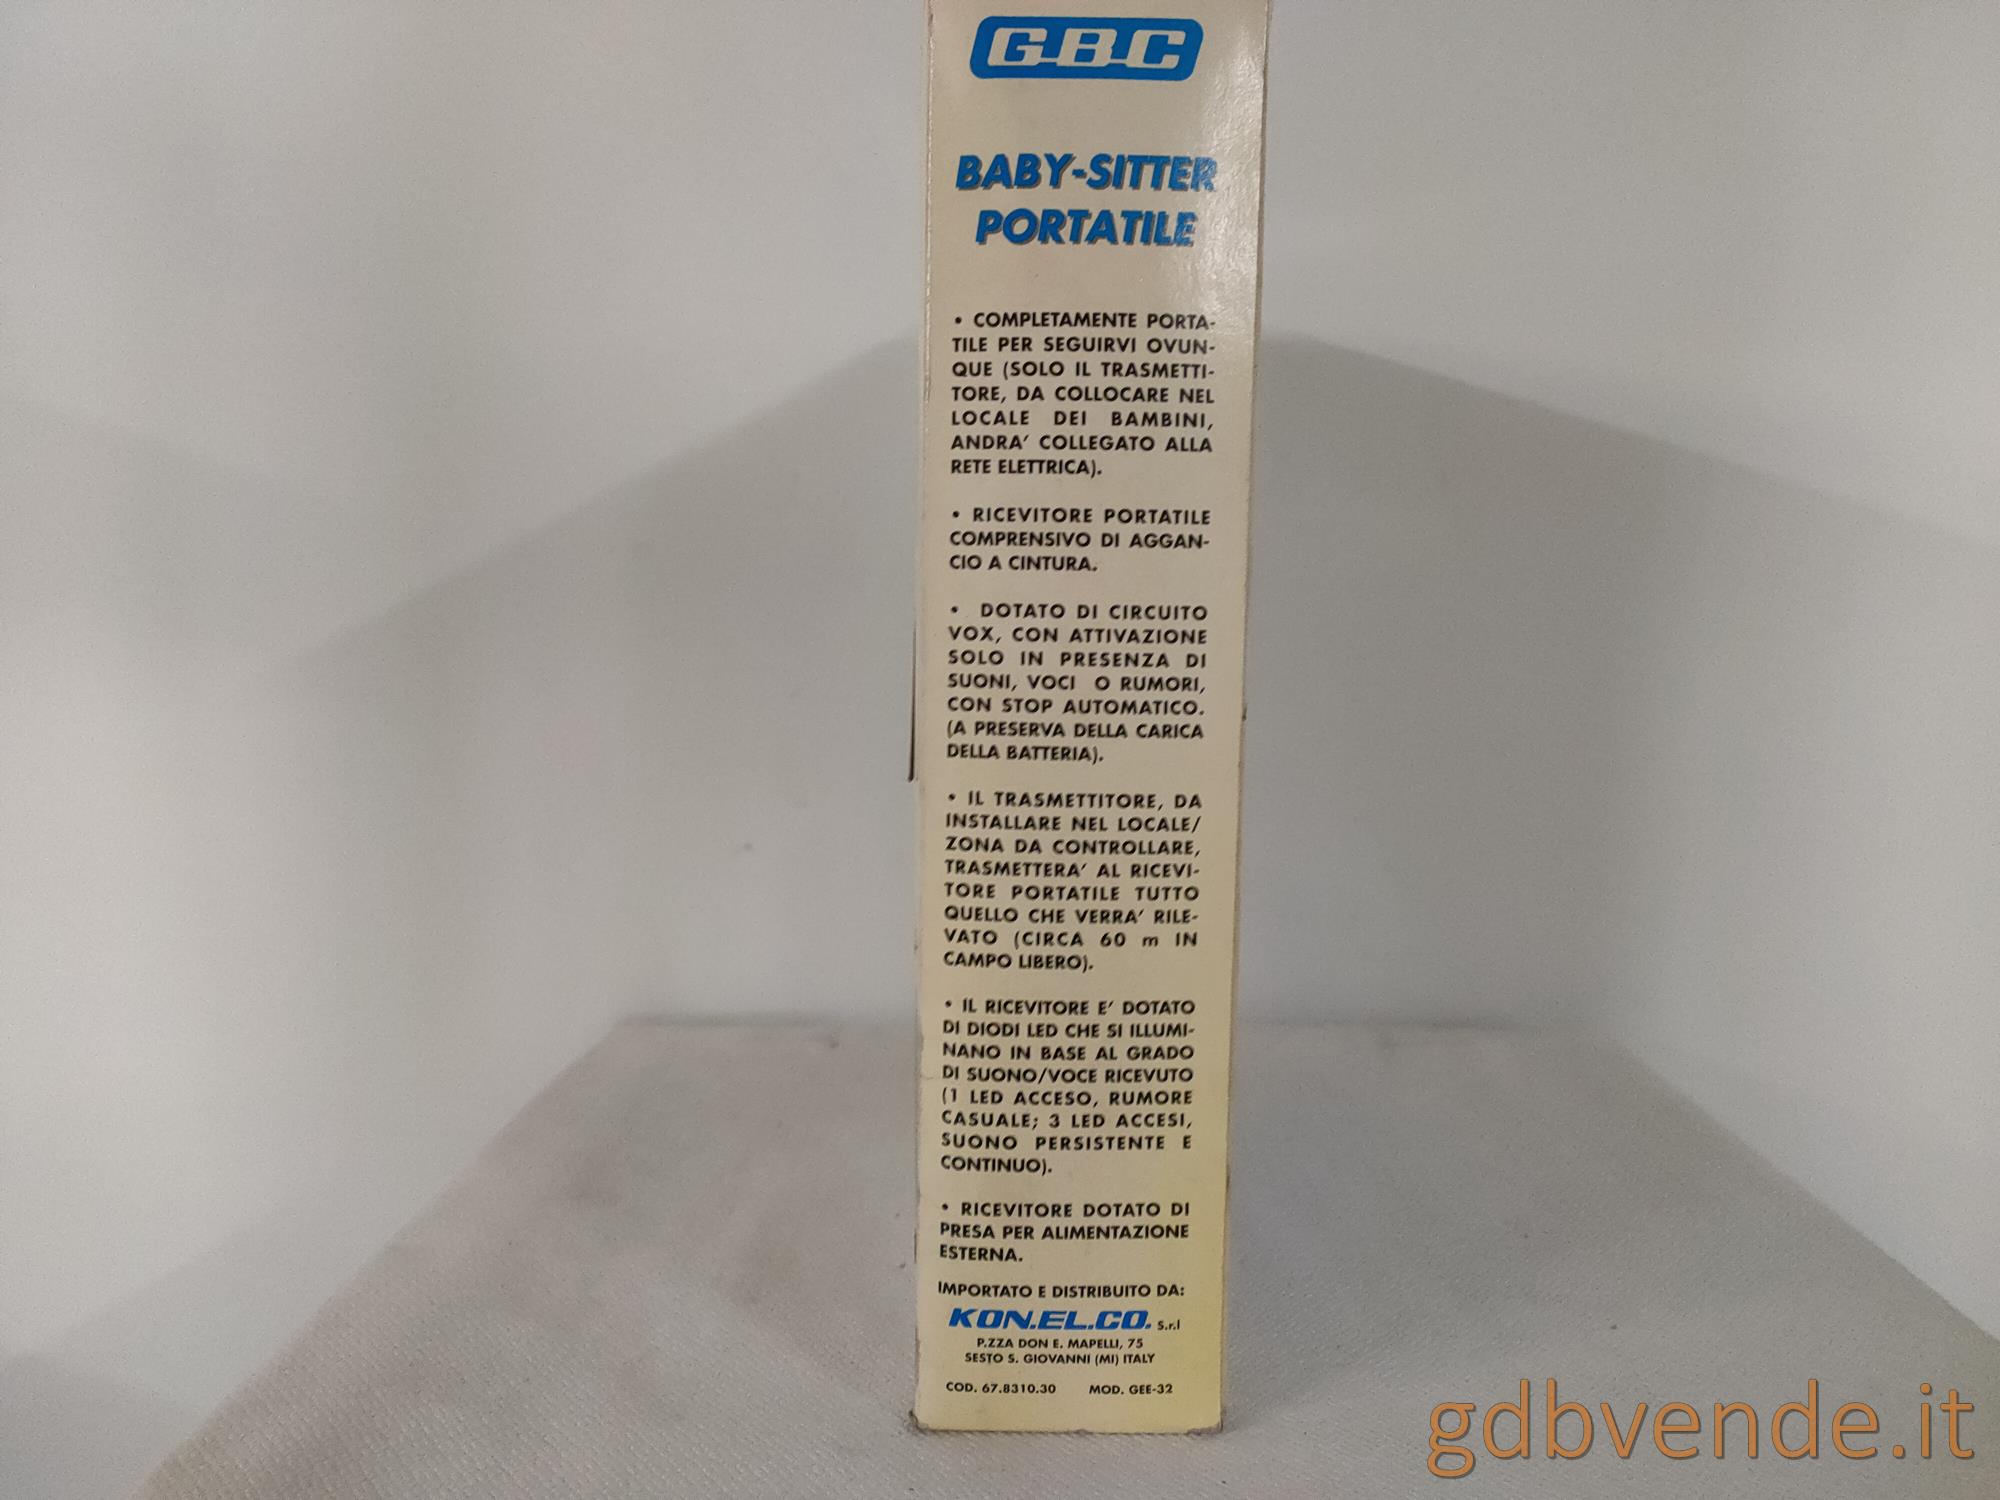 GBC
BABY-SITTER
PORTATILE
• COMPLETAMENTE PORTA-
TILE PER SEGUIRVI OVUN-
QUE (SOLO IL TRASMETTI-
TORE, DA COLLOCARE NEL
LOCALE DEI BAMBINI,
ANDRA' COLLEGATO ALLA
RETE ELETTRICA).
• RICEVITORE PORTATILE
COMPRENSIVO DI AGGAN-
CIO A CINTURA.
• DOTATO DI CIRCUITO
VOX, CON ATTIVAZIONE
SOLO IN PRESENZA DI
SUONI, VOCI O RUMORI,
CON STOP AUTOMATICO.
(A PRESERVA DELLA CARICA
DELLA BATTERIA).
• IL TRASMETTITORE, DA
INSTALLARE NEL LOCALE/
ZONA DA CONTROLLARE,
TRASMETTERA' AL RICEVI-
TORE PORTATILE TUTTO
QUELLO CHE VERRA' RILE-
VATO (CIRCA 60 m IN
CAMPO LIBERO).
• IL RICEVITORE E' DOTATO
DI DIODI LED CHE SI ILLUMI-
NANO IN BASE AL GRADO
DI SUONO/VOCE RICEVUTO
(1 LED ACCESO, RUMORE
CASUALE; 3 LED ACCESI,
SUONO PERSISTENTE E
CONTINUO).
• RICEVITORE DOTATO DI
PRESA PER ALIMENTAZIONE
ESTERNA.
IMPORTATO E DISTRIBUITO DA:
KON.EL.CO. S.r.l
P.ZZA DON E. MAPELLI, 75
SESTO S. GIOVANNI (MI) ITALY
COD. 67.8310.30 MOD. GEE-32
gdbvende.it